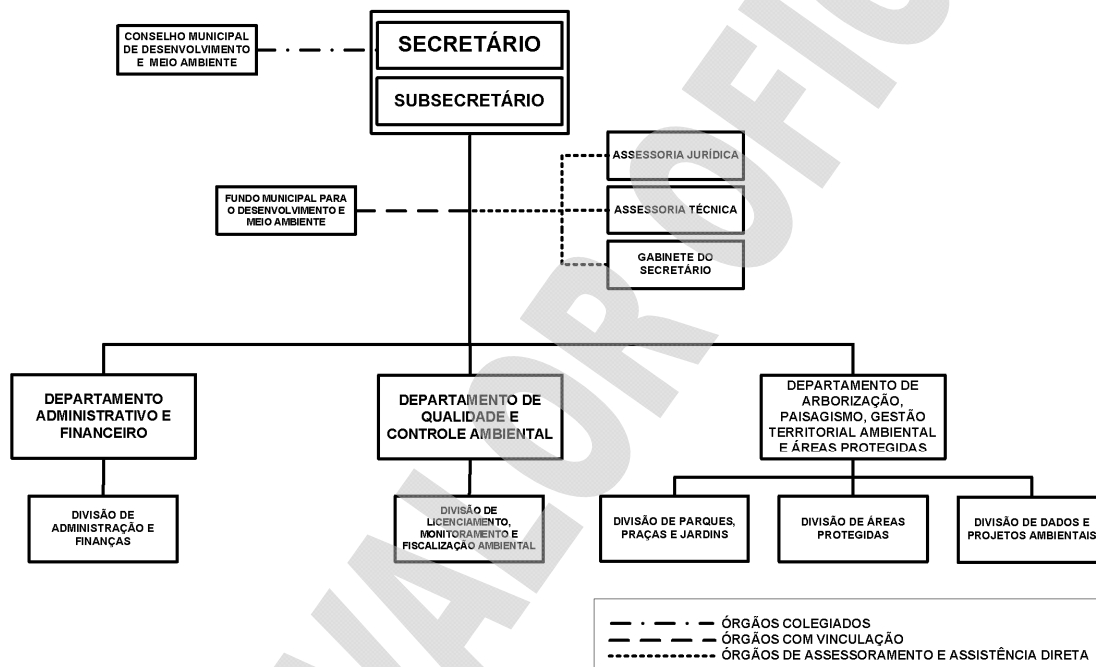 CONSELHO MUNICIPAL
DE DESENVOLVIMENTO
E MEIO AMBIENTE
SECRETÁRIO
SUBSECRETÁRIO
ASSESSORIA JURÍDICA
FUNDO MUNICIPAL PARA
O DESENVOLVIMENTO E
MEIO AMBIENTE
ASSESSORIA TÉCNICA
GABINETE DO
SECRETÁRIO
DEPARTAMENTO
ADMINISTRATIVO E
FINANCEIRO
DEPARTAMENTO DE
QUALIDADE E
CONTROLE AMBIENTAL
DEPARTAMENTO DE
ARBORIZAÇÃO,
PAISAGISMO, GESTÃO
TERRITORIAL AMBIENTAL
E ÁREAS PROTEGIDAS
DIVISÃO DE
ADMINISTRAÇÃO E
FINANÇAS
DIVISÃO DE
LICENCIAMENTO,
MONITORAMENTO E
FISCALIZAÇÃO AMBIENTAL
DIVISÃO DE PARQUES,
PRAÇAS E JARDINS
DIVISÃO DE ÁREAS
PROTEGIDAS
DIVISÃO DE DADOS E
PROJETOS AMBIENTAIS
ÓRGÃOS COLEGIADOS
ÓRGÃOS COM VINCULAÇÃO
ÓRGÃOS DE ASSESSORAMENTO E ASSISTÊNCIA DIRETA
VALOR OFIC